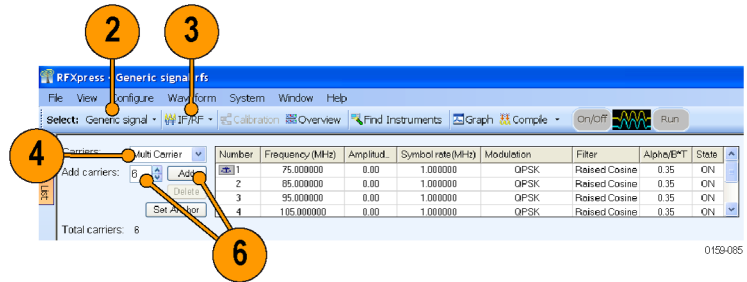 2 3
RFXpress - Generic signal.rfs
File View Configure Waveform System Window Help
Select: Generic signal IF/RF Calibration Overview Find Instruments Graph Compile On/Off Run
4 Carriers: Multi Carrier Number Frequency (MHz) Amplitud... Symbol rate(MHz) Modulation Filter Alpha/B*T State
Add carriers: 6 Add 1 75.000000 0.00 1.000000 QPSK Raised Cosine 0.35 ON
Delete 2 85.000000 0.00 1.000000 QPSK Raised Cosine 0.35 ON
List 3 95.000000 0.00 1.000000 QPSK Raised Cosine 0.35 ON
Set Anchor 4 105.000000 0.00 1.000000 QPSK Raised Cosine 0.35 ON
Total carriers: 6
6
0159-085